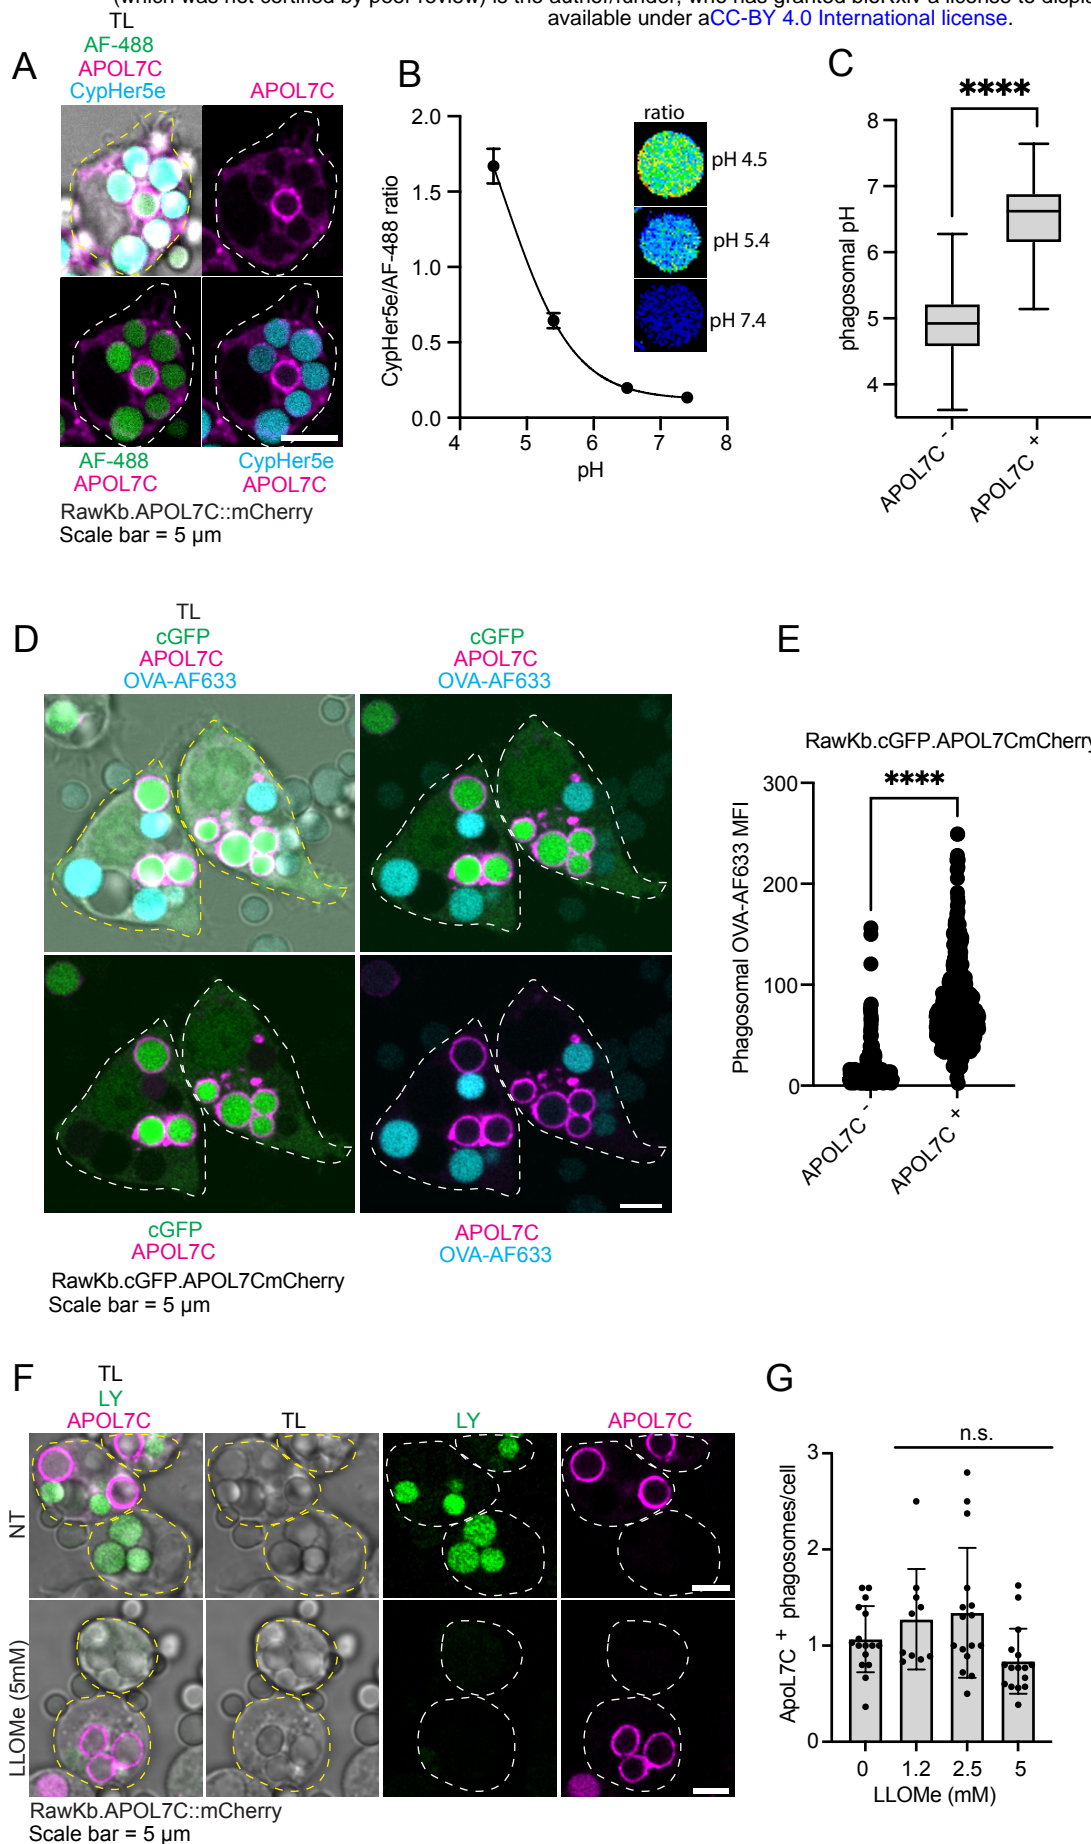 available under aCC-BY 4.0 International license.
A
TL
AF-488
APOL7C
CypHer5e
APOL7C
AF-488
APOL7C
CypHer5e
APOL7C
RawKb.APOL7C::mCherry
Scale bar = 5 µm
B
CypHer5e/AF-488 ratio
2.0
1.5
1.0
0.5
0.0
4 5 6 7 8
pH
ratio
pH 4.5
pH 5.4
pH 7.4
C
****
phagosomal pH
8
7
6
5
4
APOL7C -
APOL7C +
D
TL
cGFP
APOL7C
OVA-AF633
cGFP
APOL7C
OVA-AF633
cGFP
APOL7C
APOL7C
OVA-AF633
RawKb.cGFP.APOL7CmCherry
Scale bar = 5 µm
E
RawKb.cGFP.APOL7CmCherry
****
Phagosomal OVA-AF633 MFI
300
200
100
0
APOL7C -
APOL7C +
F
TL
LY
APOL7C
TL
LY
APOL7C
NT
LLOMe (5mM)
RawKb.APOL7C::mCherry
Scale bar = 5 µm
G
n.s.
ApoL7C + phagosomes/cell
3
2
1
0
0 1.2 2.5 5
LLOMe (mM)